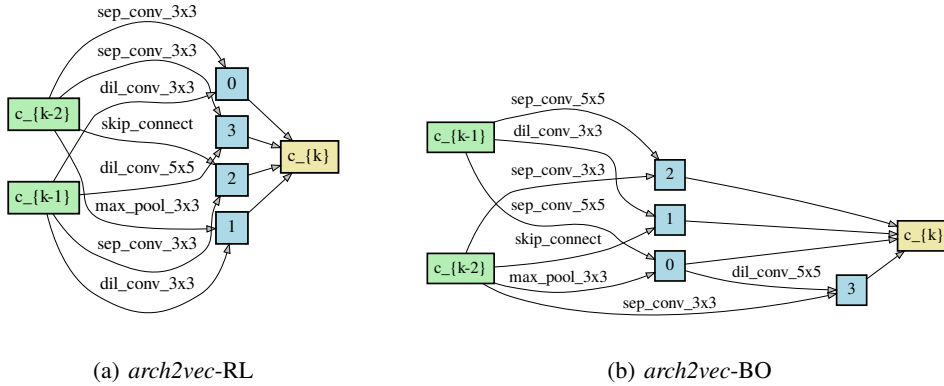 sep_conv_3x3
sep_conv_3x3
0
dil_conv_3x3
c_{k-2}
skip_connect
3
c_{k}
dil_conv_5x5
2
c_{k-1}
max_pool_3x3
1
sep_conv_3x3
dil_conv_3x3
(a) arch2vec-RL
sep_conv_5x5
c_{k-1}
dil_conv_3x3
sep_conv_3x3
2
sep_conv_5x5
1
skip_connect
c_{k}
c_{k-2}
0
max_pool_3x3
dil_conv_5x5
3
sep_conv_3x3
(b) arch2vec-BO